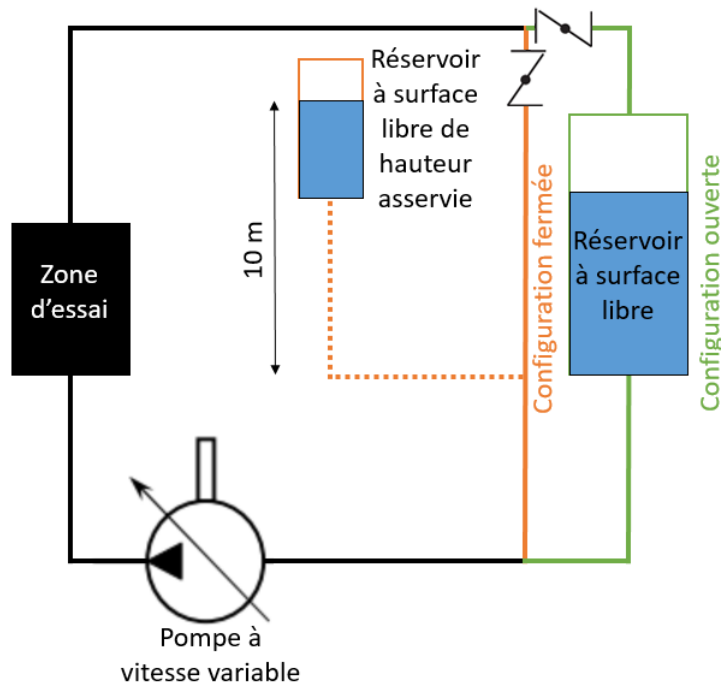 Réservoir
à surface
libre de
hauteur
asservie
10 m
Zone
d'essai
Configuration fermée
Réservoir
à surface
libre
Configuration ouverte
Pompe à
vitesse variable